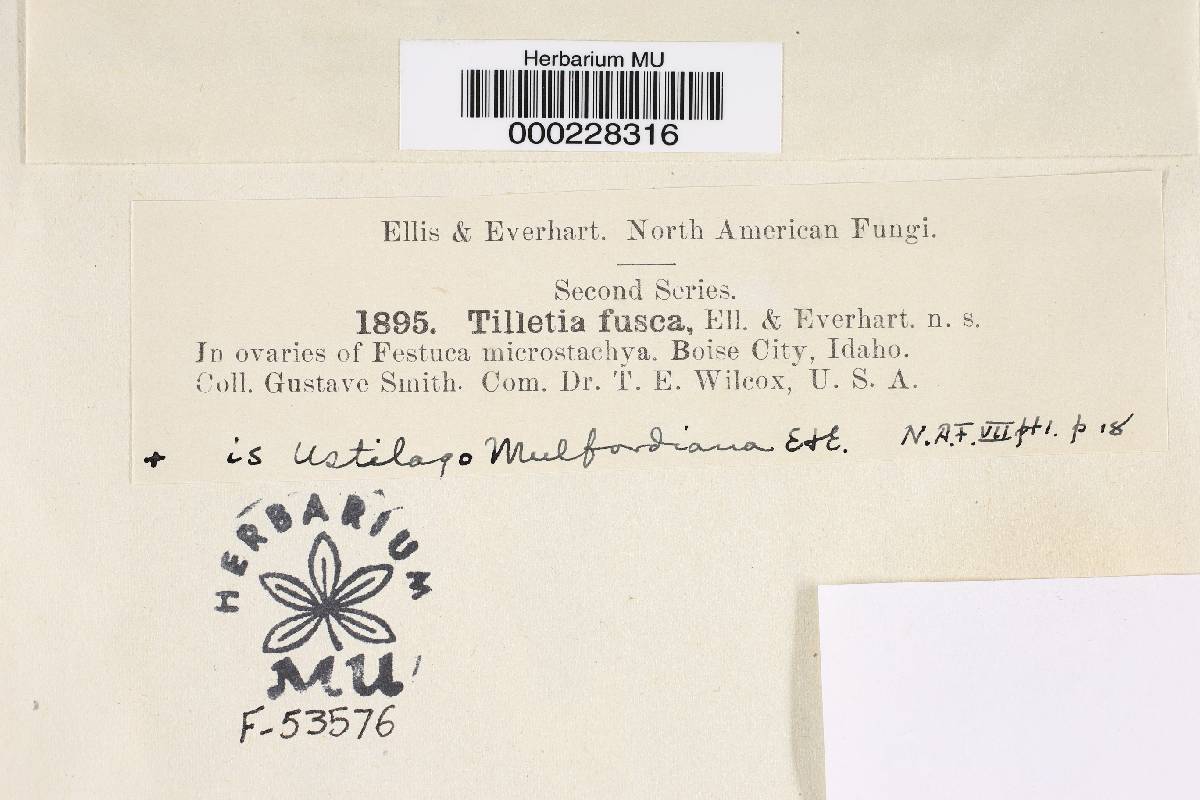 Herbarium MU
000228316
Ellis & Everhart. North American Fungi.
Second Series.
1895. Tilletia fusca, Ell. & Everhart. n. s.
In ovaries of Festuca microstachya. Boise City, Idaho.
Coll. Gustave Smith. Com. Dr. T. E. Wilcox, U. S. A.
+ is Ustilago Mulfordiana E&E. N.A.F. VII pt 1. p 18
HERBARIUM
MU
F-53576